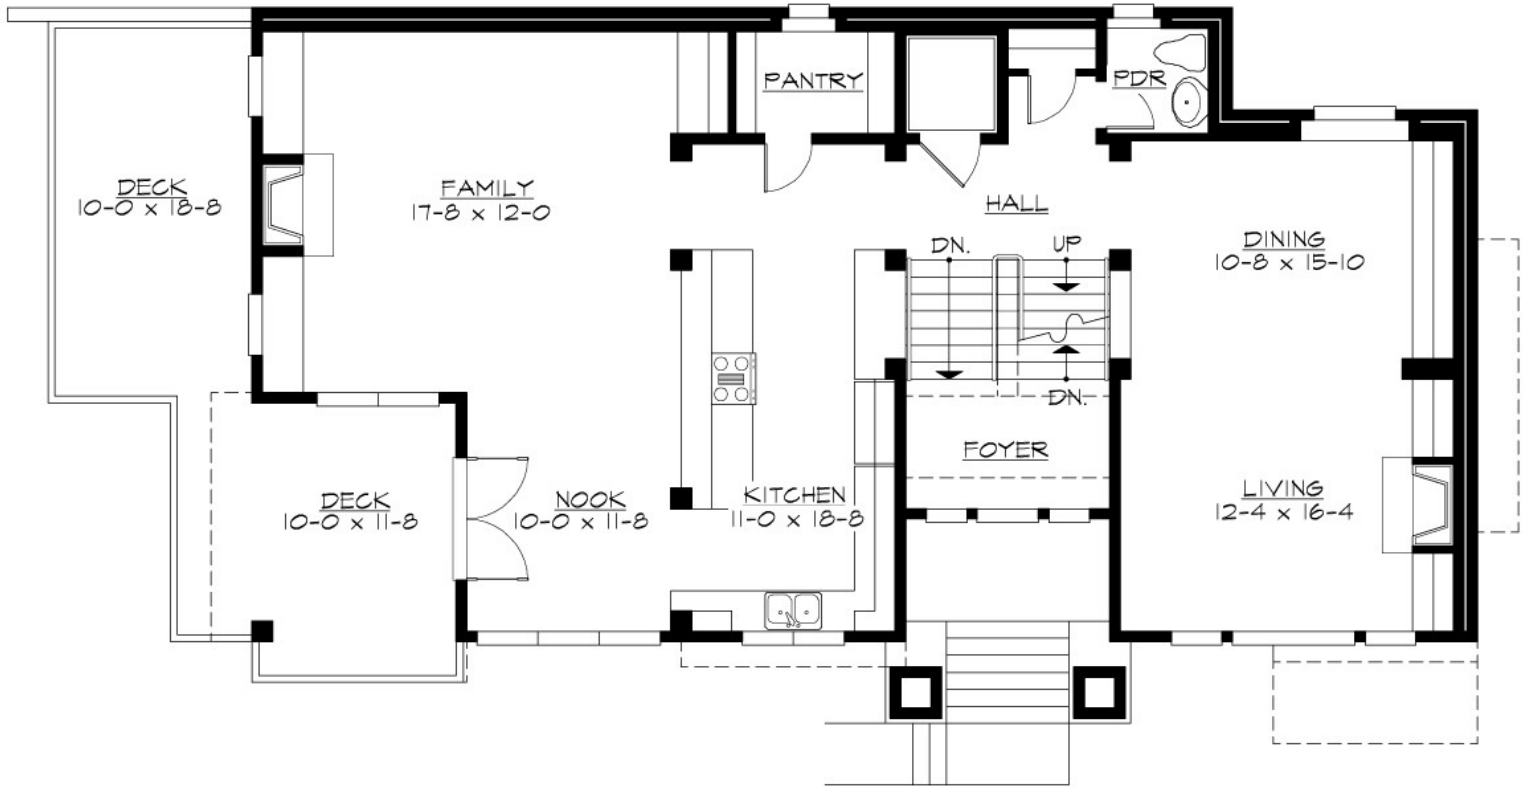 PANTRY
PDR
DECK
10-0 x 18-8
FAMILY
17-8 x 12-0
HALL
DN.
UP
DINING
10-8 x 15-10
DN.
FOYER
DECK
10-0 x 11-8
NOOK
10-0 x 11-8
KITCHEN
11-0 x 18-8
LIVING
12-4 x 16-4